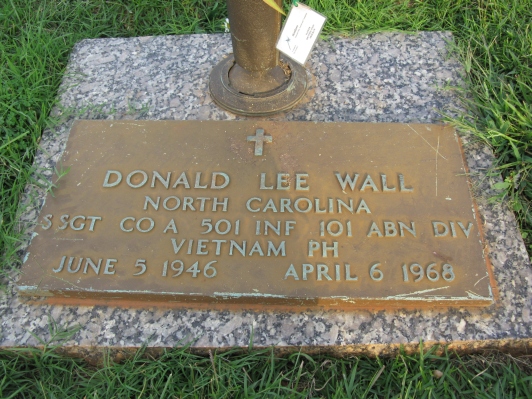 DONALD LEE WALL
NORTH CAROLINA
S SGT CO A 501 INF 101 ABN DIV
VIETNAM PH
JUNE 5 1946 APRIL 6 1968